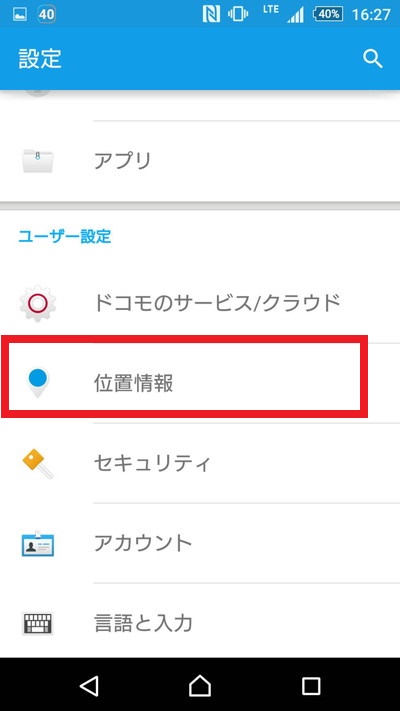 40 LTE 40% 16:27
設定
アプリ
ユーザー設定
ドコモのサービス/クラウド
位置情報
セキュリティ
アカウント
言語と入力